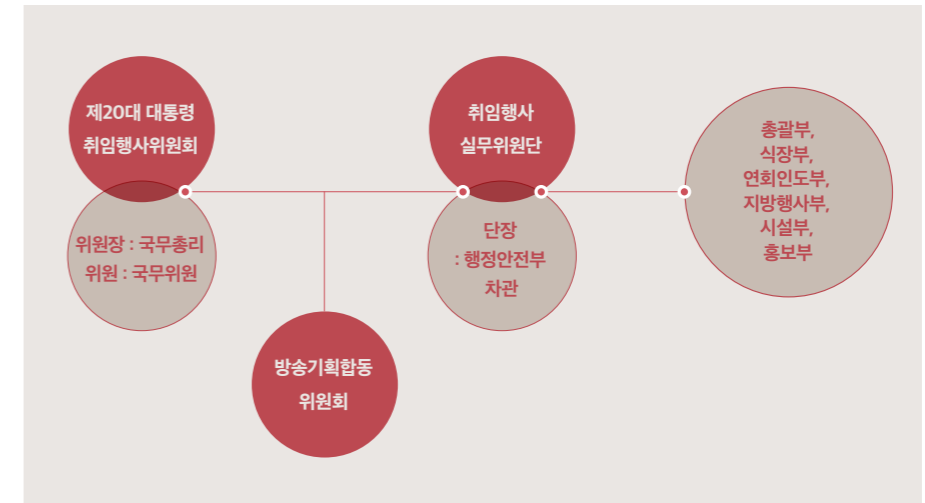 제20대 대통령
취임행사위원회
위원장 : 국무총리
위원 : 국무위원
방송기획합동
위원회
취임행사
실무위원단
단장
: 행정안전부
차관
총괄부,
식장부,
연회인도부,
지방행사부,
시설부,
홍보부